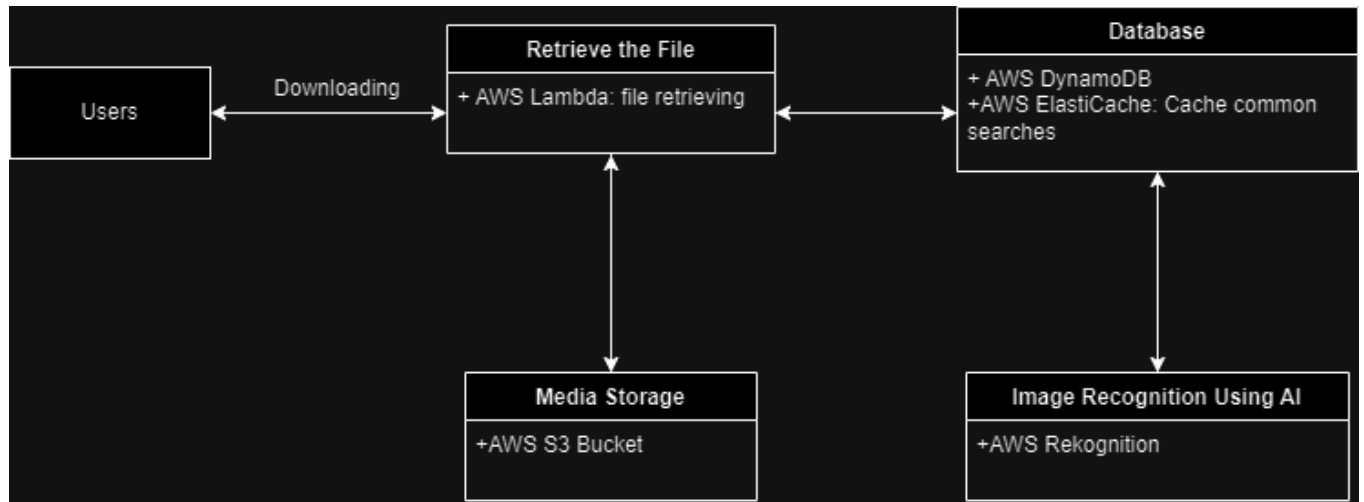 Users
Downloading
Retrieve the File
+ AWS Lambda: file retrieving
Database
+ AWS DynamoDB
+AWS ElastiCache: Cache common
searches
Media Storage
+AWS S3 Bucket
Image Recognition Using AI
+AWS Rekognition